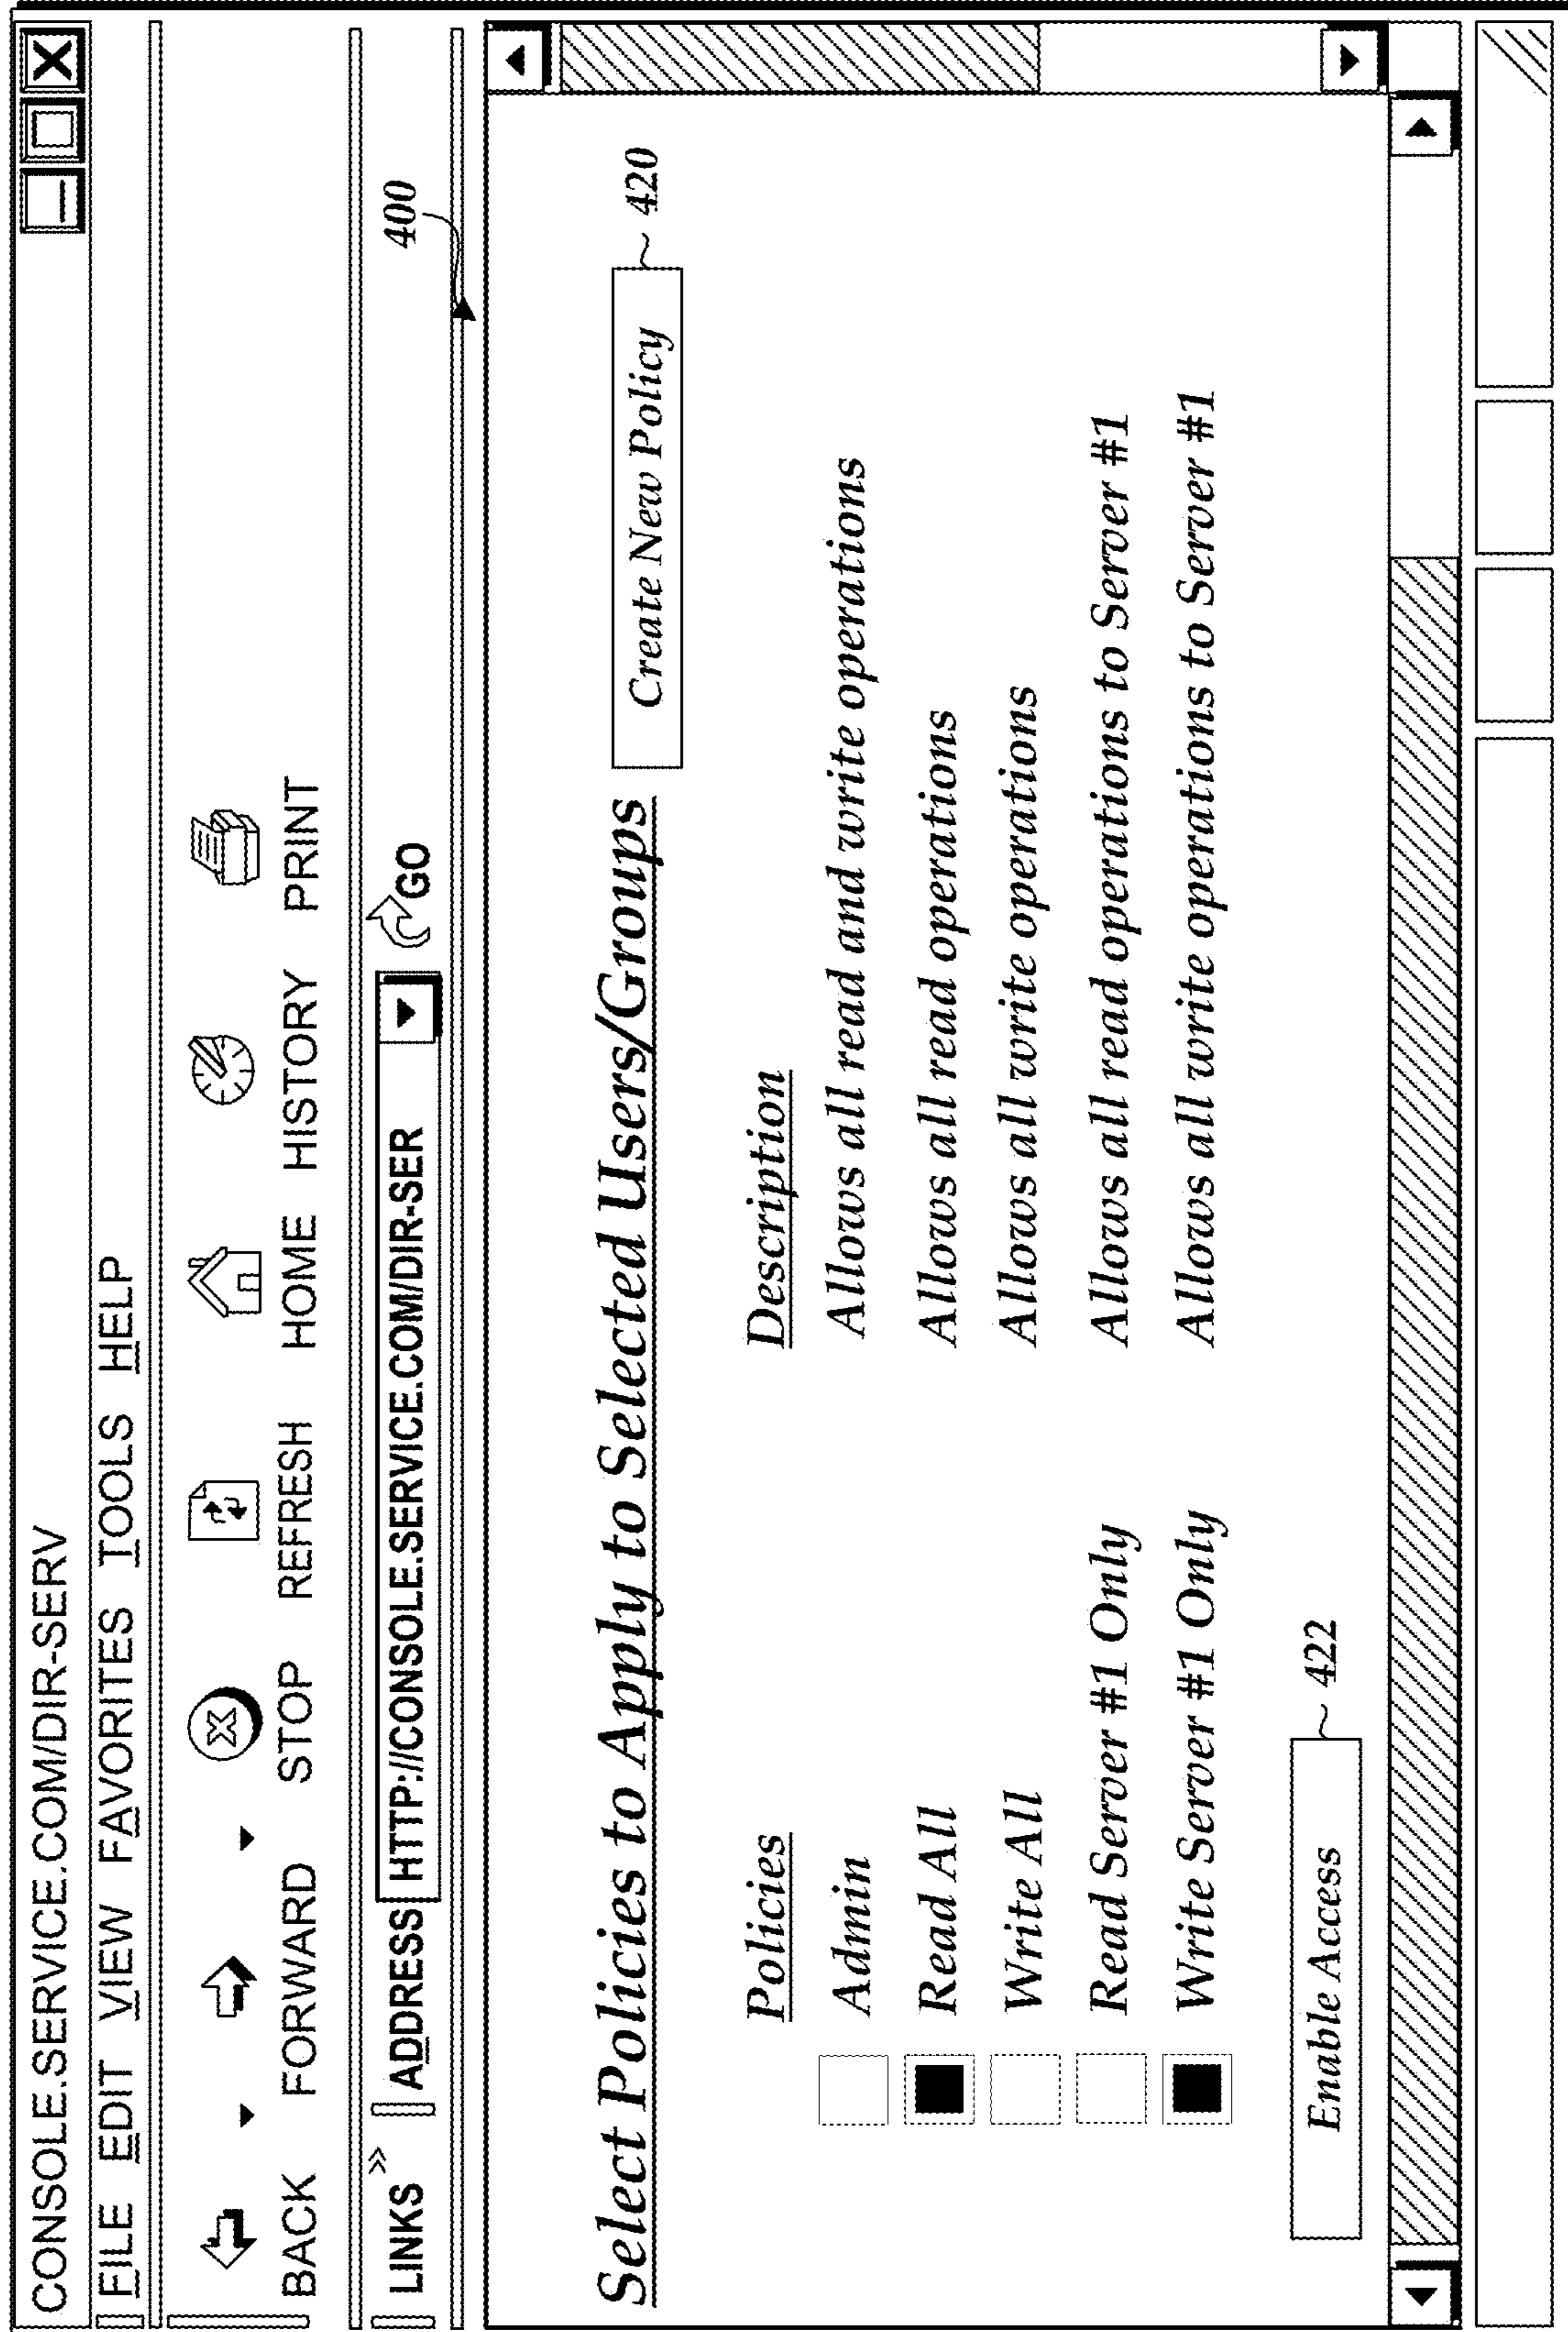 CONSOLE.SERVICE.COM/DIR-SERV
FILE EDIT VIEW FAVORITES TOOLS HELP
BACK FORWARD STOP REFRESH HOME HISTORY PRINT
LINKS » ADDRESS HTTP://CONSOLE.SERVICE.COM/DIR-SER GO
400
Select Policies to Apply to Selected Users/Groups Create New Policy ~ 420
Policies Description
Admin Allows all read and write operations
Read All Allows all read operations
Write All Allows all write operations
Read Server #1 Only Allows all read operations to Server #1
Write Server #1 Only Allows all write operations to Server #1
Enable Access ~ 422